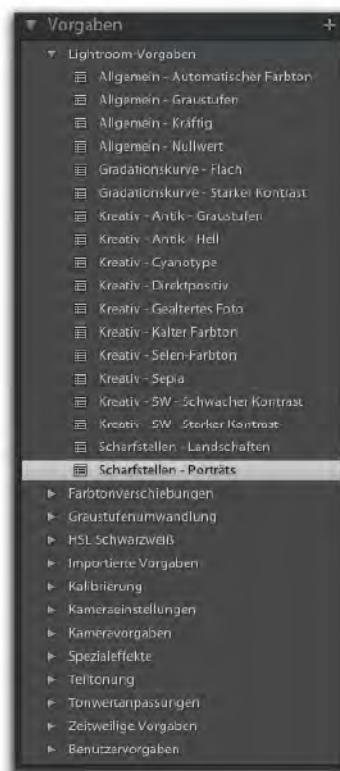 Vorgaben +
Lightroom-Vorgaben
Allgemein - Automatischer Farbton
Allgemein - Graustufen
Allgemein - Kräftig
Allgemein - Nullwert
Gradationskurve - Flach
Gradationskurve - Starker Kontrast
Kreativ - Antik - Graustufen
Kreativ - Antik - Hell
Kreativ - Cyanotype
Kreativ - Direktpositiv
Kreativ - Gealtertes Foto
Kreativ - Kalter Farbton
Kreativ - Selen-Farbton
Kreativ - Sepia
Kreativ - SW - Schwacher Kontrast
Kreativ - SW - Starker Kontrast
Scharfstellen - Landschaften
Scharfstellen - Porträts
Farbtonverschiebungen
Graustufenumwandlung
HSL Schwarzweiß
Importierte Vorgaben
Kalibrierung
Kameraeinstellungen
Kameravorgaben
Spezialeffekte
Teiltonung
Tonwertanpassungen
Zeitweilige Vorgaben
Benutzervorgaben